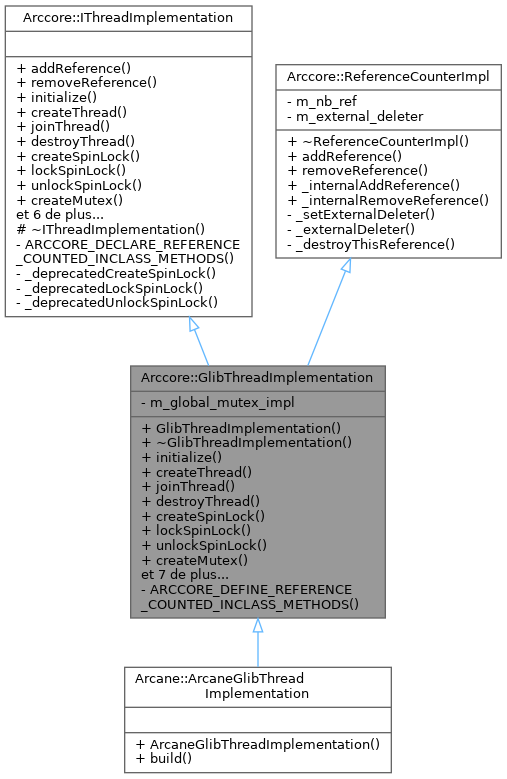 Arccore::IThreadImplementation
+ addReference()
+ removeReference()
+ initialize()
+ createThread()
+ joinThread()
+ destroyThread()
+ createSpinLock()
+ lockSpinLock()
+ unlockSpinLock()
+ createMutex()
et 6 de plus...
# ~IThreadImplementation()
- ARCCORE_DECLARE_REFERENCE
_COUNTED_INCLASS_METHODS()
- _deprecatedCreateSpinLock()
- _deprecatedLockSpinLock()
- _deprecatedUnlockSpinLock()
Arccore::ReferenceCounterImpl
- m_nb_ref
- m_external_deleter
+ ~ReferenceCounterImpl()
+ addReference()
+ removeReference()
+ _internalAddReference()
+ _internalRemoveReference()
- _setExternalDeleter()
- _externalDeleter()
- _destroyThisReference()
Arccore::GlibThreadImplementation
- m_global_mutex_impl
+ GlibThreadImplementation()
+ ~GlibThreadImplementation()
+ initialize()
+ createThread()
+ joinThread()
+ destroyThread()
+ createSpinLock()
+ lockSpinLock()
+ unlockSpinLock()
+ createMutex()
et 7 de plus...
- ARCCORE_DEFINE_REFERENCE
_COUNTED_INCLASS_METHODS()
Arcane::ArcaneGlibThread
Implementation
+ ArcaneGlibThreadImplementation()
+ build()